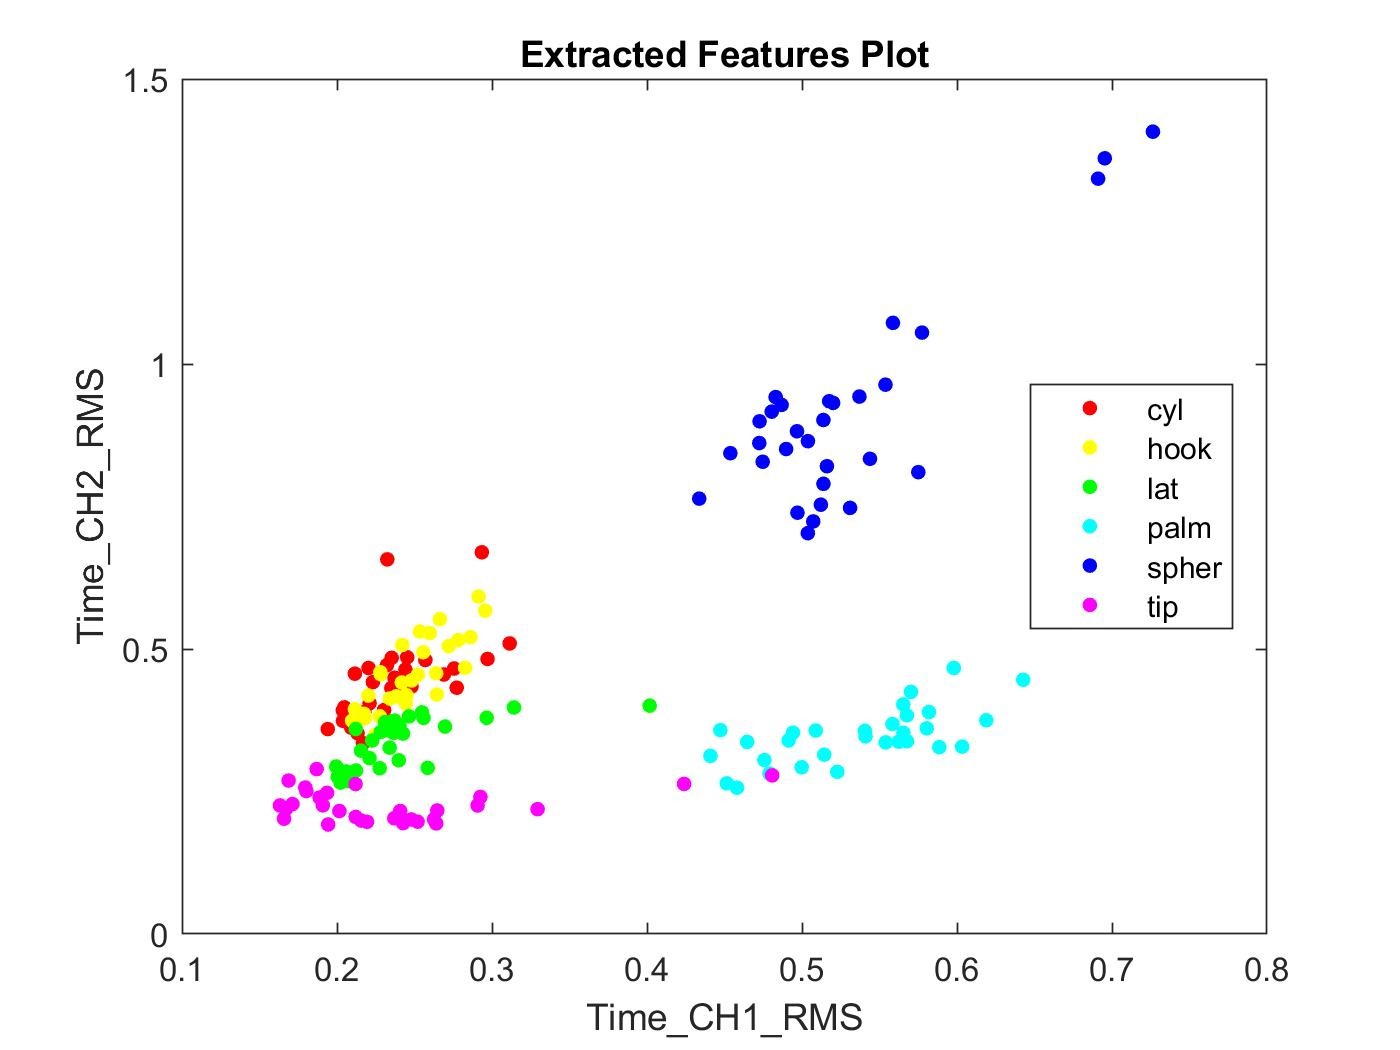 Extracted Features Plot
1.5
1
0.5
0
Time_CH2_RMS
cyl
hook
lat
palm
spher
tip
0.1 0.2 0.3 0.4 0.5 0.6 0.7 0.8
Time_CH1_RMS